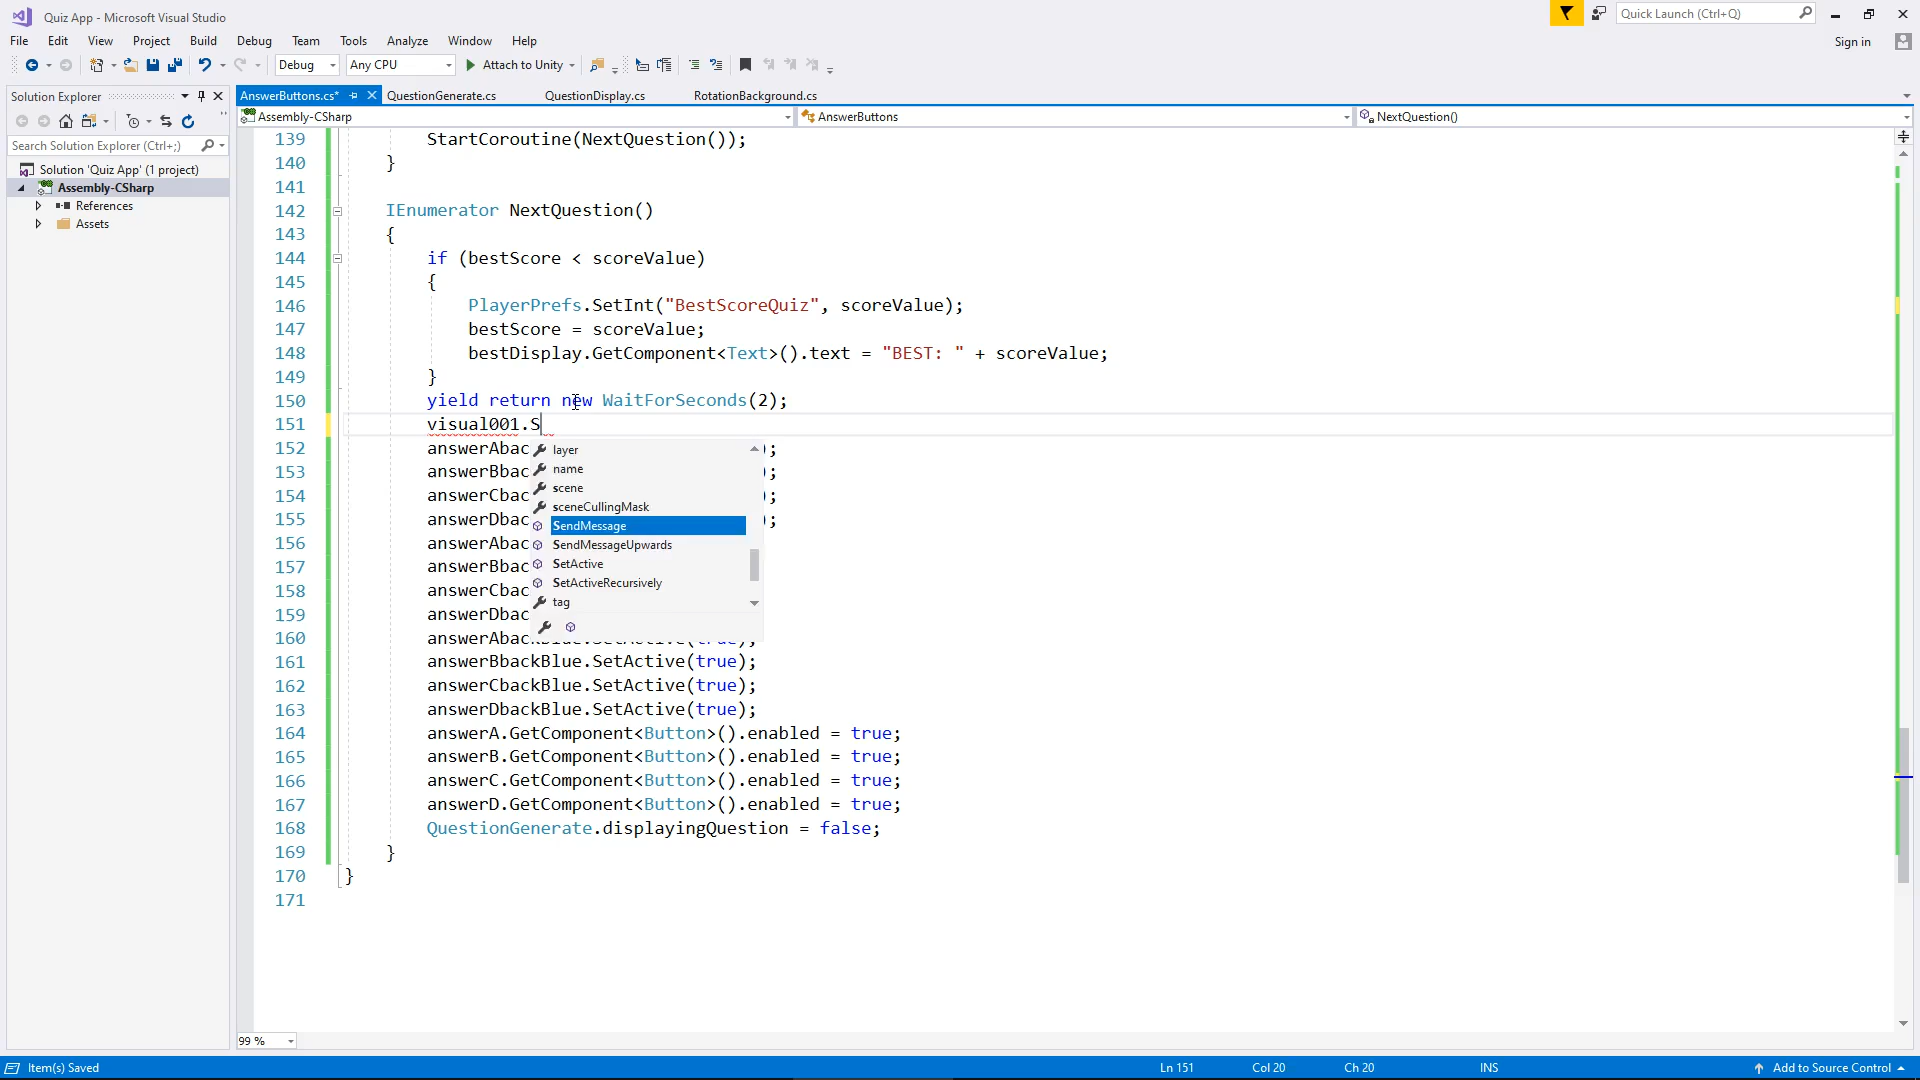 Quiz App - Microsoft Visual Studio
Quick Launch (Ctrl+Q)
File Edit View Project Build Debug Team Tools Analyze Window Help
Sign in
Debug Any CPU Attach to Unity
Solution Explorer
AnswerButtons.cs* QuestionGenerate.cs QuestionDisplay.cs RotationBackground.cs
Assembly-CSharp AnswerButtons NextQuestion()
Search Solution Explorer (Ctrl+;)
Solution 'Quiz App' (1 project)
Assembly-CSharp
References
Assets
139 StartCoroutine(NextQuestion());
140 }
141
142 IEnumerator NextQuestion()
143 {
144 if (bestScore < scoreValue)
145 {
146 PlayerPrefs.SetInt("BestScoreQuiz", scoreValue);
147 bestScore = scoreValue;
148 bestDisplay.GetComponent<Text>().text = "BEST: " + scoreValue;
149 }
150 yield return new WaitForSeconds(2);
151 visual001.S
152 answerAbac );
153 answerBbac );
154 answerCbac );
155 answerDbac );
156 answerAbac
157 answerBbac
158 answerCbac
159 answerDbac
layer
name
scene
sceneCullingMask
SendMessage
SendMessageUpwards
SetActive
SetActiveRecursively
tag
160 answerAbackBlue.SetActive(true);
161 answerBbackBlue.SetActive(true);
162 answerCbackBlue.SetActive(true);
163 answerDbackBlue.SetActive(true);
164 answerA.GetComponent<Button>().enabled = true;
165 answerB.GetComponent<Button>().enabled = true;
166 answerC.GetComponent<Button>().enabled = true;
167 answerD.GetComponent<Button>().enabled = true;
168 QuestionGenerate.displayingQuestion = false;
169 }
170 }
171
99 %
Item(s) Saved Ln 151 Col 20 Ch 20 INS Add to Source Control